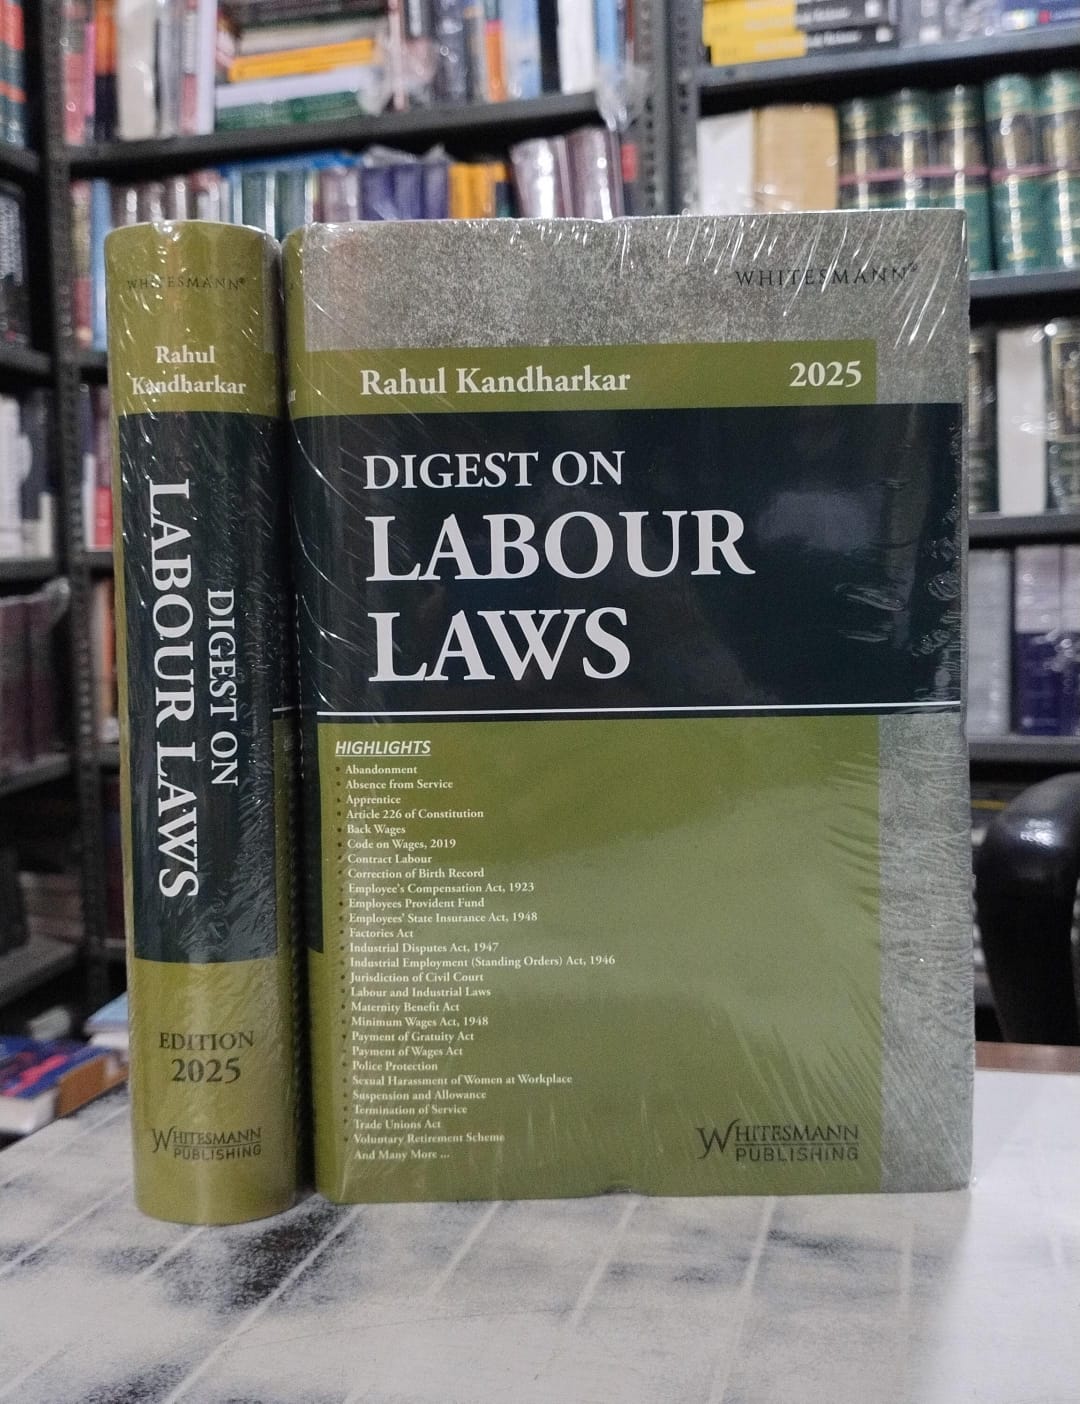 WHITESMANN®
Rahul
Kandharkar
DIGEST ON
LABOUR LAWS
EDITION
2025
WHITESMANN
PUBLISHING
WHITESMANN®
Rahul Kandharkar
2025
DIGEST ON
LABOUR
LAWS
HIGHLIGHTS
• Abandonment
• Absence from Service
• Apprentice
• Article 226 of Constitution
• Back Wages
• Code on Wages, 2019
• Contract Labour
• Correction of Birth Record
• Employee's Compensation Act, 1923
• Employees Provident Fund
• Employees' State Insurance Act, 1948
• Factories Act
• Industrial Disputes Act, 1947
• Industrial Employment (Standing Orders) Act, 1946
• Jurisdiction of Civil Court
• Labour and Industrial Laws
• Maternity Benefit Act
• Minimum Wages Act, 1948
• Payment of Gratuity Act
• Payment of Wages Act
• Police Protection
• Sexual Harassment of Women at Workplace
• Suspension and Allowance
• Termination of Service
• Trade Unions Act
• Voluntary Retirement Scheme
And Many More ...
WHITESMANN
PUBLISHING